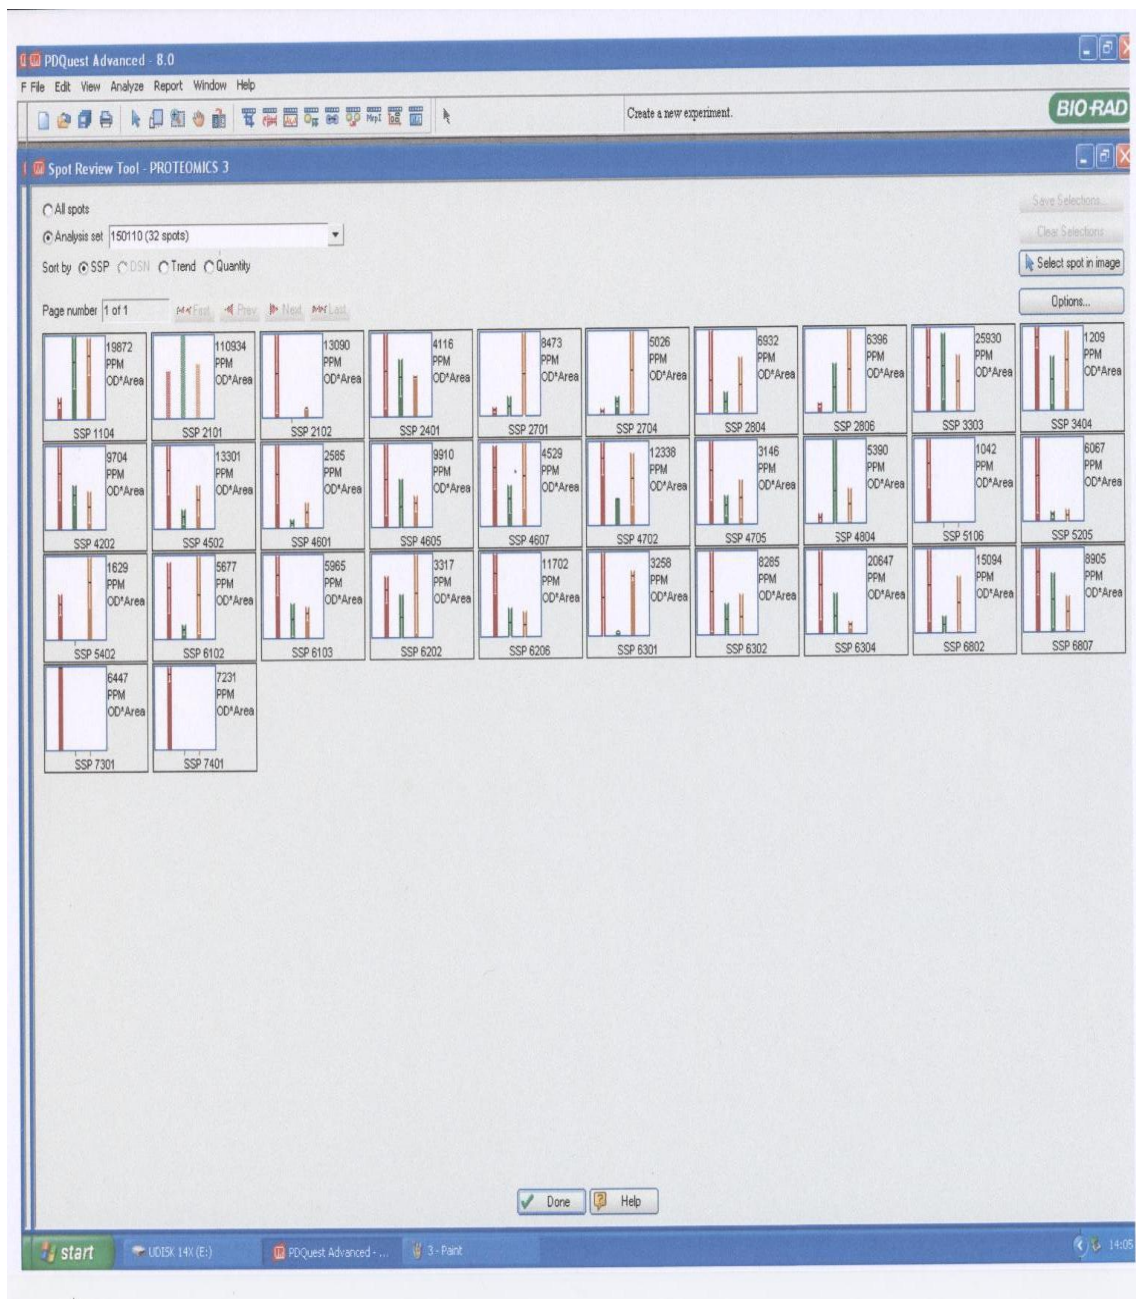 PDQuest Advanced - 8.0
F File Edit View Analyze Report Window Help
MrpI
Create a new experiment.
BIO-RAD
Spot Review Tool - PROTEOMICS 3
All spots
Save Selections...
Analysis set 150110 (32 spots)
Clear Selections
Sort by SSP DSN Trend Quantity
Select spot in image
Page number 1 of 1 First Prev Next Last
Options...
19872 110934 13090 4116 8473 5026 6932 6396 25930 1209
PPM PPM PPM PPM PPM PPM PPM PPM PPM PPM
OD*Area OD*Area OD*Area OD*Area OD*Area OD*Area OD*Area OD*Area OD*Area OD*Area
SSP 1104 SSP 2101 SSP 2102 SSP 2401 SSP 2701 SSP 2704 SSP 2804 SSP 2806 SSP 3303 SSP 3404
9704 13301 2585 9910 4529 12338 3146 5390 1042 6067
PPM PPM PPM PPM PPM PPM PPM PPM PPM PPM
OD*Area OD*Area OD*Area OD*Area OD*Area OD*Area OD*Area OD*Area OD*Area OD*Area
SSP 4202 SSP 4502 SSP 4601 SSP 4605 SSP 4607 SSP 4702 SSP 4705 SSP 4804 SSP 5106 SSP 5205
1629 5677 5965 3317 11702 3258 8285 20647 15094 8905
PPM PPM PPM PPM PPM PPM PPM PPM PPM PPM
OD*Area OD*Area OD*Area OD*Area OD*Area OD*Area OD*Area OD*Area OD*Area OD*Area
SSP 5402 SSP 6102 SSP 6103 SSP 6202 SSP 6206 SSP 6301 SSP 6302 SSP 6304 SSP 6802 SSP 6807
6447 7231
PPM PPM
OD*Area OD*Area
SSP 7301 SSP 7401
Done Help
start UDISK 14X (E:) PDQuest Advanced - ... 3 - Paint 14:05